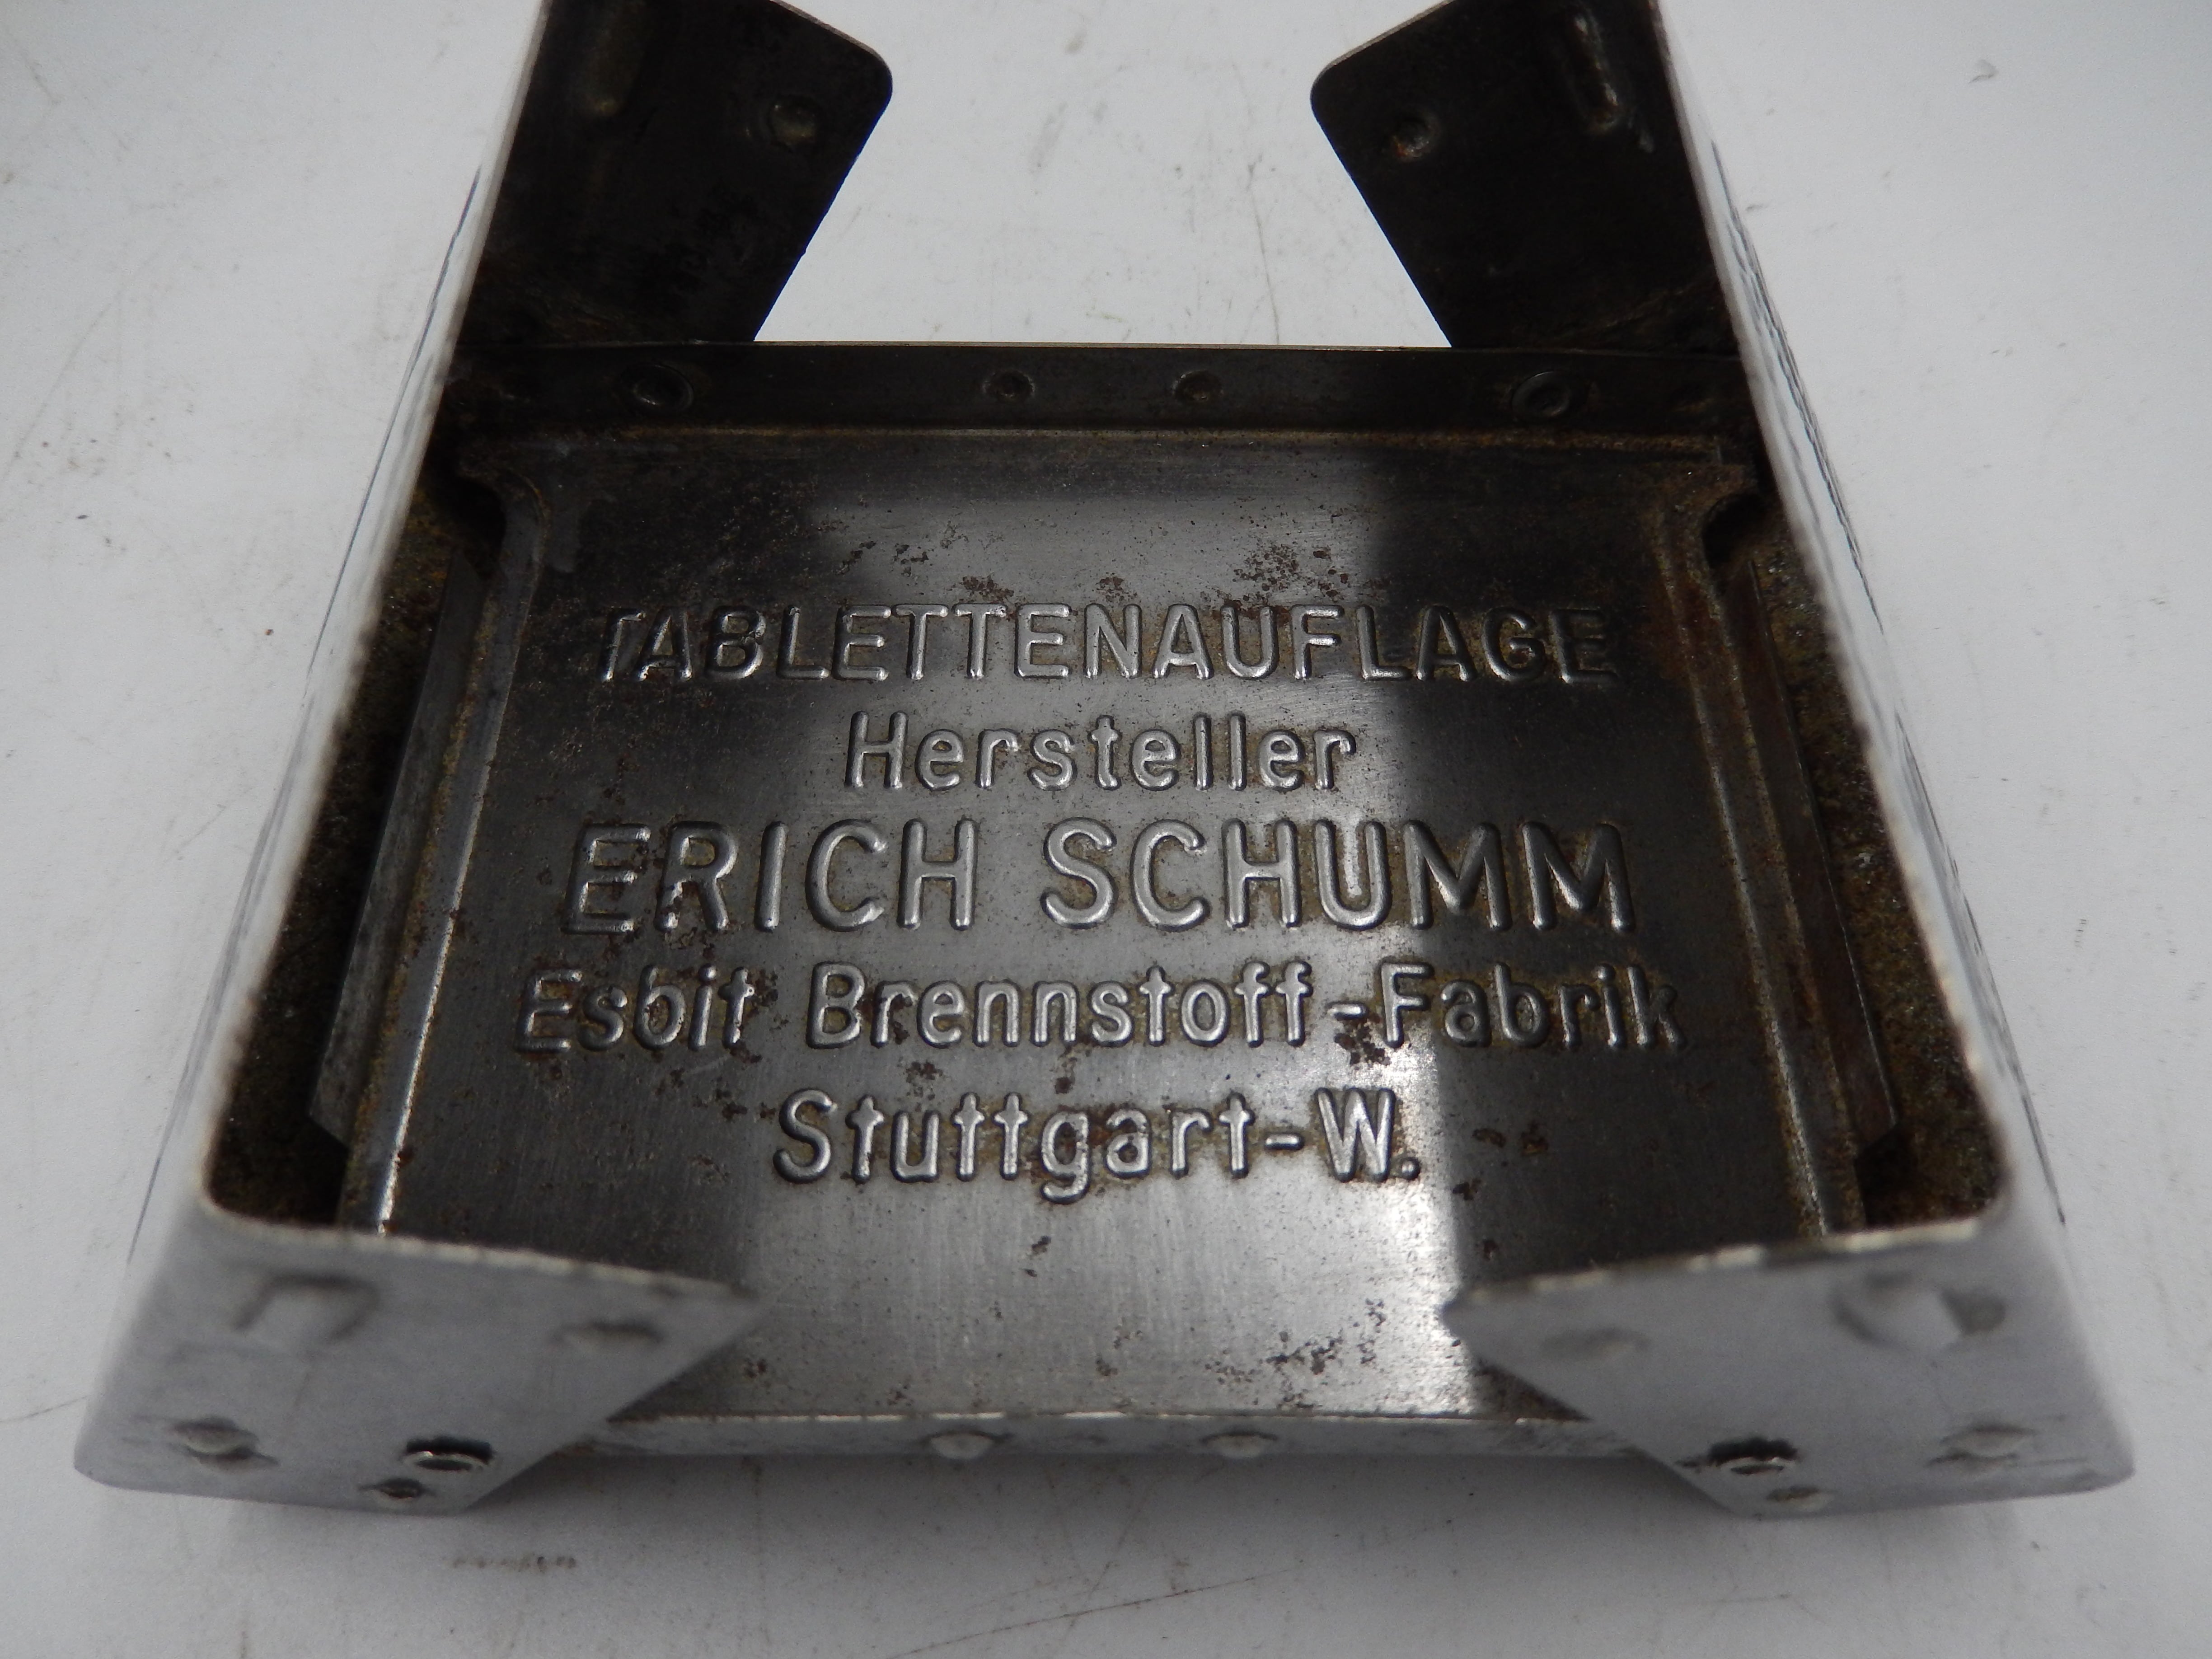 TABLETTENAUFLAGE
Hersteller
ERICH SCHUMM
Esbit Brennstoff-Fabrik
Stuttgart-W.